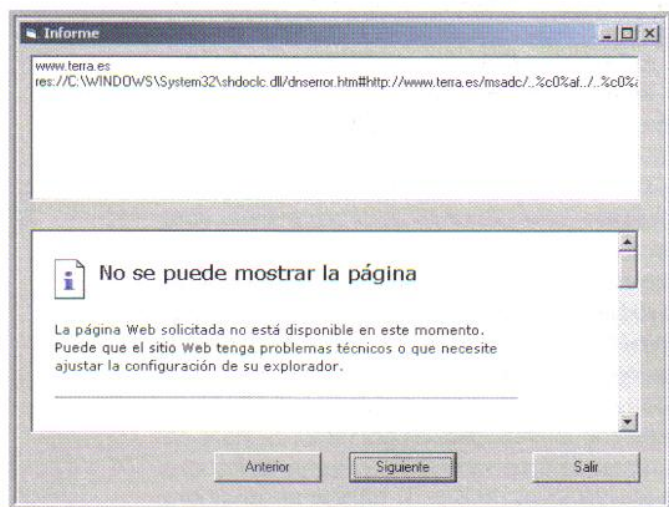 Informe
www.terra.es
res://C:\WINDOWS\System32\shdoclc.dll/dnserror.htm#http://www.terra.es/msadc/..%c0%af../..%c0%a
No se puede mostrar la página
La página Web solicitada no está disponible en este momento.
Puede que el sitio Web tenga problemas técnicos o que necesite
ajustar la configuración de su explorador.
Anterior
Siguiente
Salir